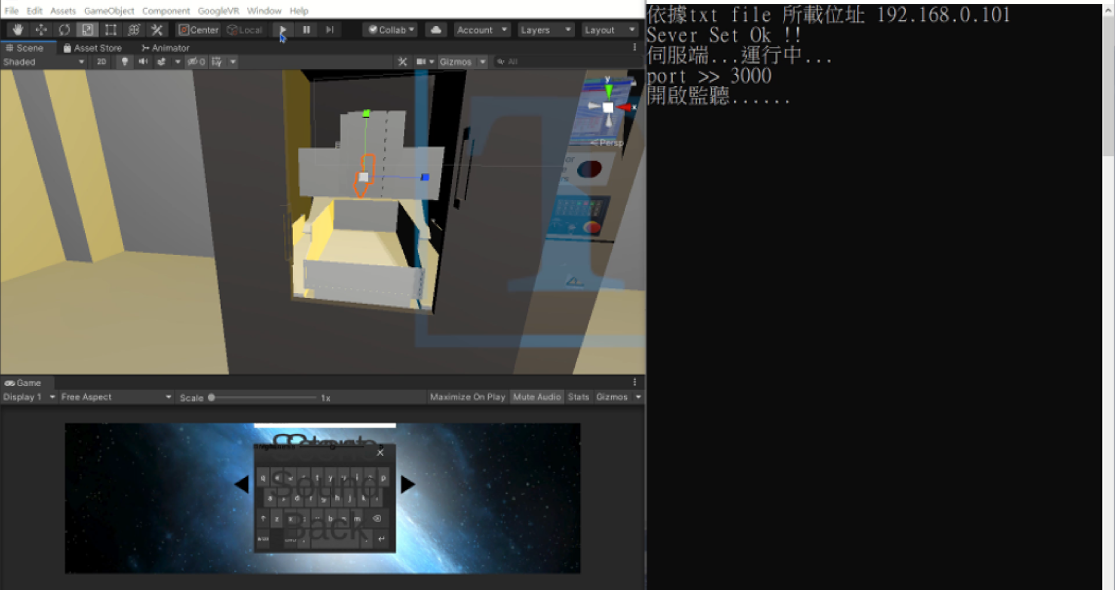 File Edit Assets GameObject Component GoogleVR Window Help
Center Local Collab Account Layers Layout
Scene Asset Store Animator
Shaded 2D Gizmos All
y
x
Persp
Game
Display 1 Free Aspect Scale 1x Maximize On Play Mute Audio Stats Gizmos
Sound
Back
依據txt file 所載位址 192.168.0.101
Sever Set Ok !!
伺服端...運行中...
port >> 3000
開啟監聽......